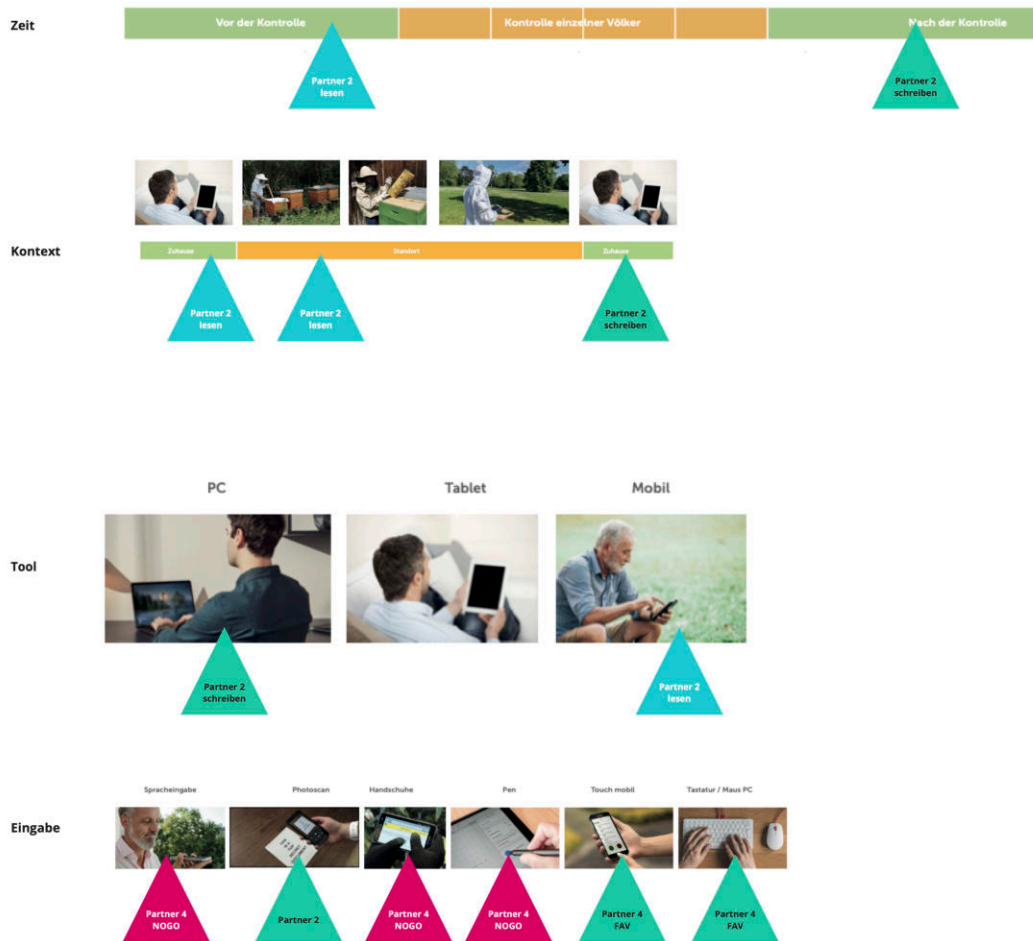 Zeit
Vor der Kontrolle
Kontrolle einzelner Völker
Nach der Kontrolle
Partner 2
lesen
Partner 2
schreiben
Kontext
Zuhause
Standort
Zuhause
Partner 2
lesen
Partner 2
lesen
Partner 2
schreiben
PC
Tablet
Mobil
Tool
Partner 2
schreiben
Partner 2
lesen
Spracheingabe
Photoscan
Handschuhe
Pen
Touch mobil
Tastatur / Maus PC
Eingabe
Partner 4
NOGO
Partner 2
Partner 4
NOGO
Partner 4
NOGO
Partner 4
FAV
Partner 4
FAV